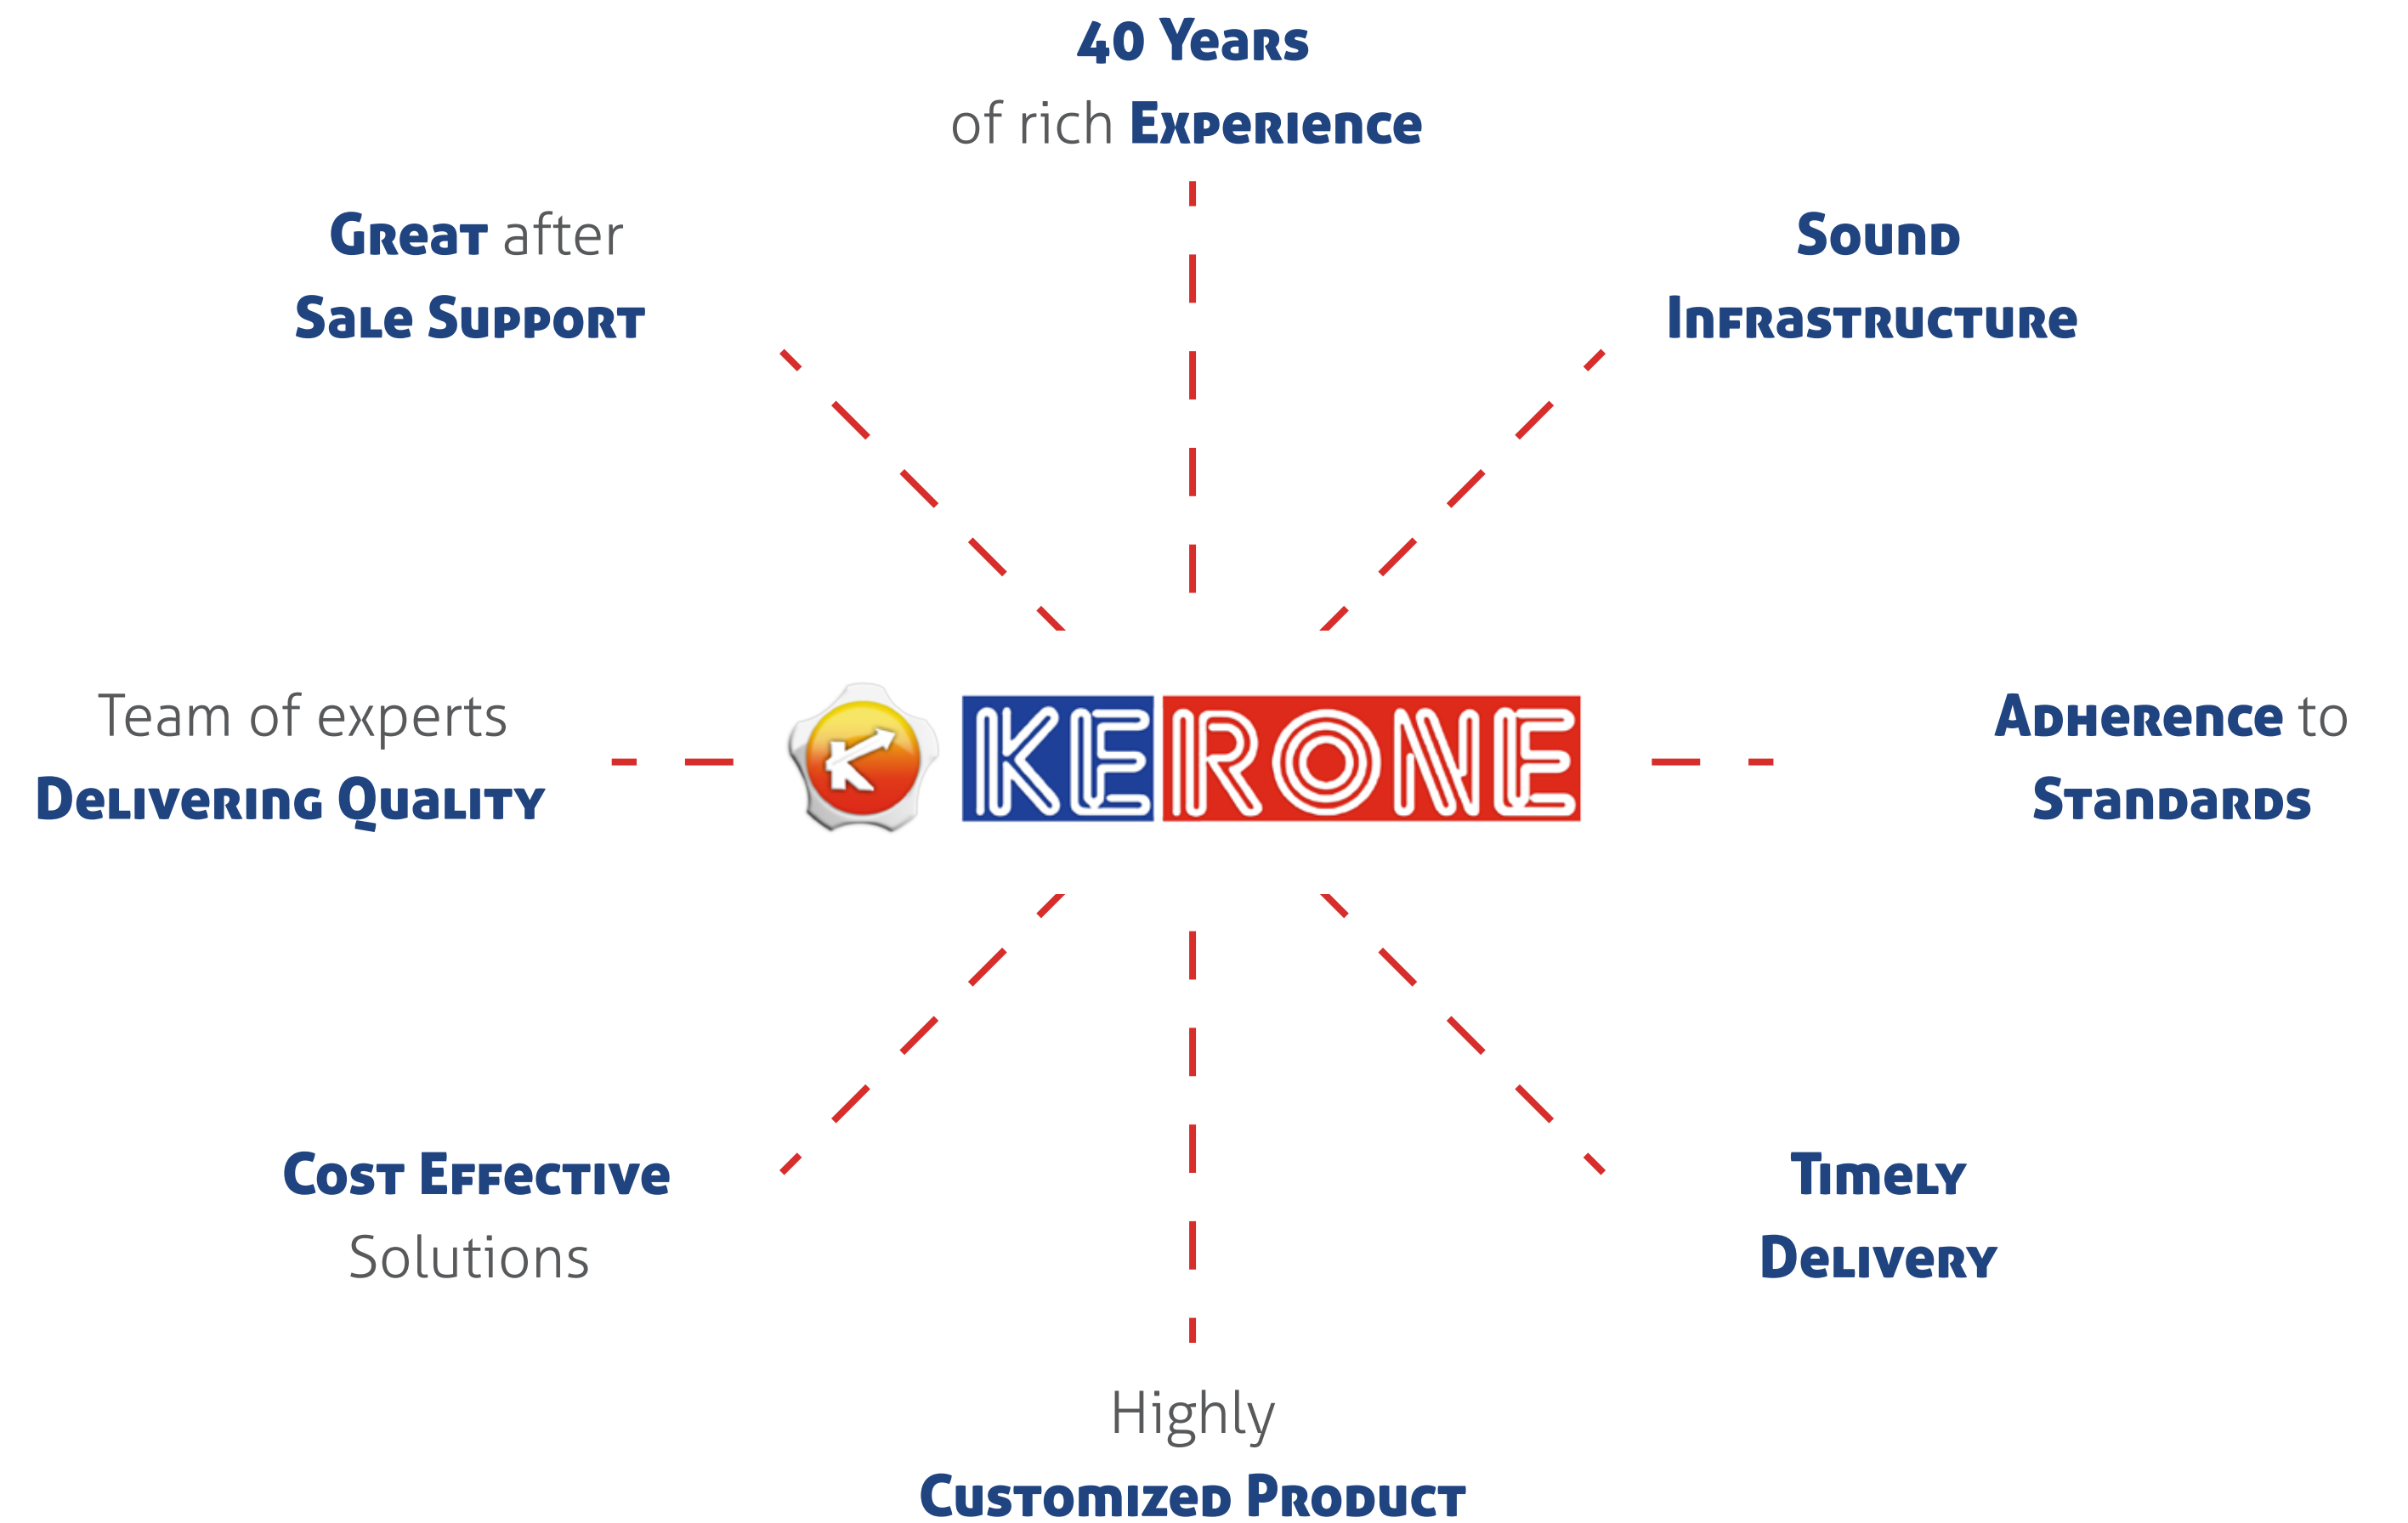 40 Years
of rich Experience
Great after
Sale Support
Sound
Infrastructure
Team of experts
Delivering Quality
K KERONE
Adherence to
Standards
Cost Effective
Solutions
Timely
Delivery
Highly
Customized Product